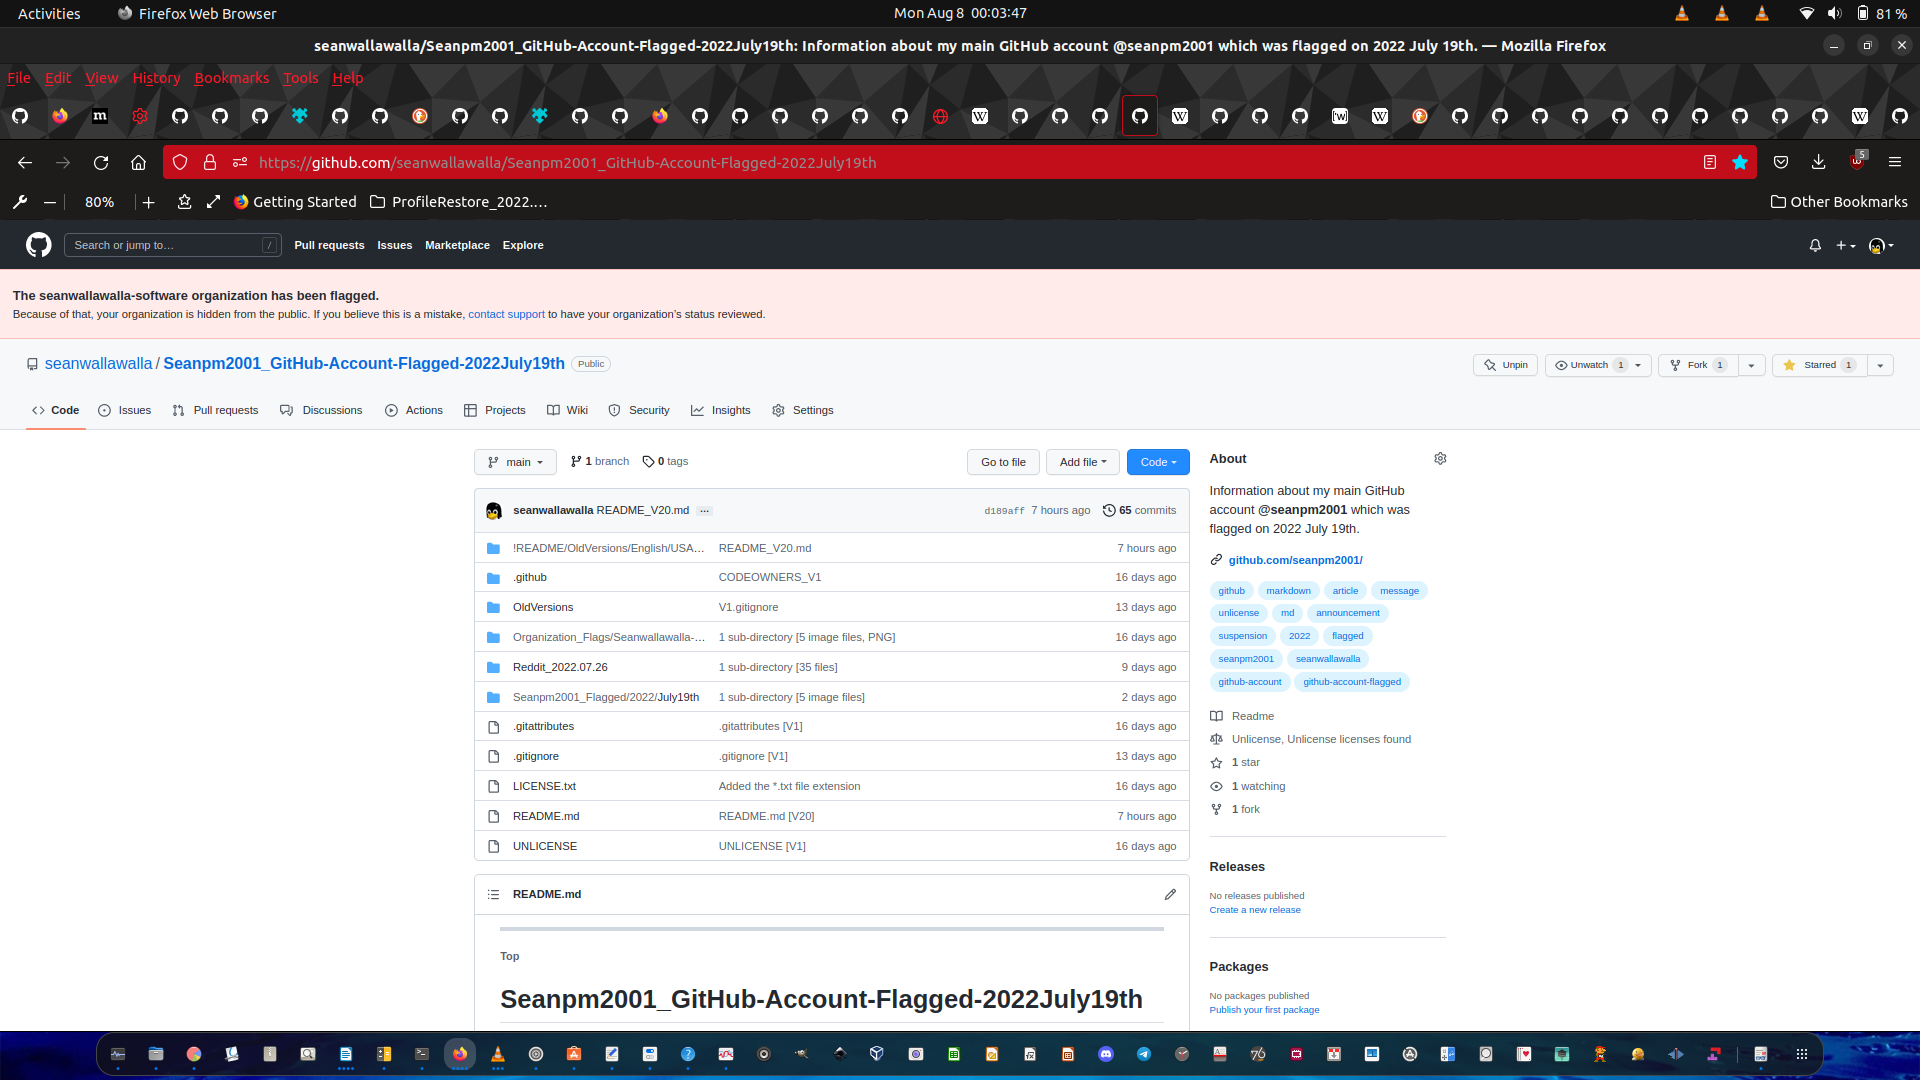 Activities
Firefox Web Browser
Mon Aug 8 00:03:47
81 %
seanwallawalla/Seanpm2001_GitHub-Account-Flagged-2022July19th: Information about my main GitHub account @seanpm2001 which was flagged on 2022 July 19th. — Mozilla Firefox
File Edit View History Bookmarks Tools Help
https://github.com/seanwallawalla/Seanpm2001_GitHub-Account-Flagged-2022July19th
5
80%
Getting Started
ProfileRestore_2022....
Other Bookmarks
Search or jump to...
/
Pull requests Issues Marketplace Explore
The seanwallawalla-software organization has been flagged.
Because of that, your organization is hidden from the public. If you believe this is a mistake, contact support to have your organization's status reviewed.
seanwallawalla / Seanpm2001_GitHub-Account-Flagged-2022July19th Public
Unpin
Unwatch 1
Fork 1
Starred 1
Code Issues Pull requests Discussions Actions Projects Wiki Security Insights Settings
main
1 branch
0 tags
Go to file
Add file
Code
seanwallawalla README_V20.md ...
d189aff 7 hours ago
65 commits
!README/OldVersions/English/USA... README_V20.md 7 hours ago
.github CODEOWNERS_V1 16 days ago
OldVersions V1.gitignore 13 days ago
Organization_Flags/Seanwallawalla-... 1 sub-directory [5 image files, PNG] 16 days ago
Reddit_2022.07.26 1 sub-directory [35 files] 9 days ago
Seanpm2001_Flagged/2022/July19th 1 sub-directory [5 image files] 2 days ago
.gitattributes .gitattributes [V1] 16 days ago
.gitignore .gitignore [V1] 13 days ago
LICENSE.txt Added the *.txt file extension 16 days ago
README.md README.md [V20] 7 hours ago
UNLICENSE UNLICENSE [V1] 16 days ago
README.md
Top
Seanpm2001_GitHub-Account-Flagged-2022July19th
About
Information about my main GitHub
account @seanpm2001 which was
flagged on 2022 July 19th.
github.com/seanpm2001/
github markdown article message
unlicense md announcement
suspension 2022 flagged
seanpm2001 seanwallawalla
github-account github-account-flagged
Readme
Unlicense, Unlicense licenses found
1 star
1 watching
1 fork
Releases
No releases published
Create a new release
Packages
No packages published
Publish your first package